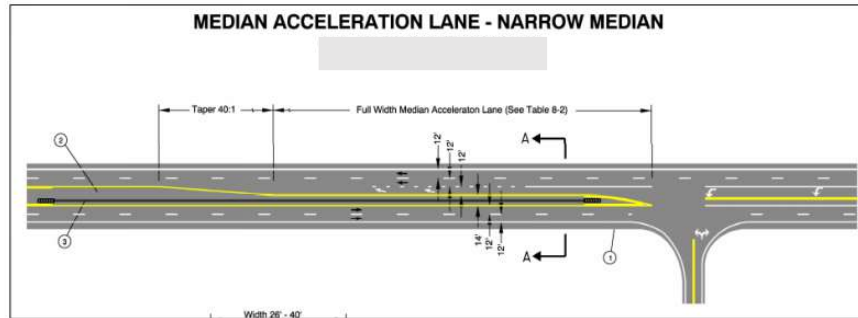 MEDIAN ACCELERATION LANE - NARROW MEDIAN
Taper 40:1
Full Width Median Acceleraton Lane (See Table 8-2)
A
2
12'
12'
12'
3
14'
12'
12'
A
1
Width 26' - 40'